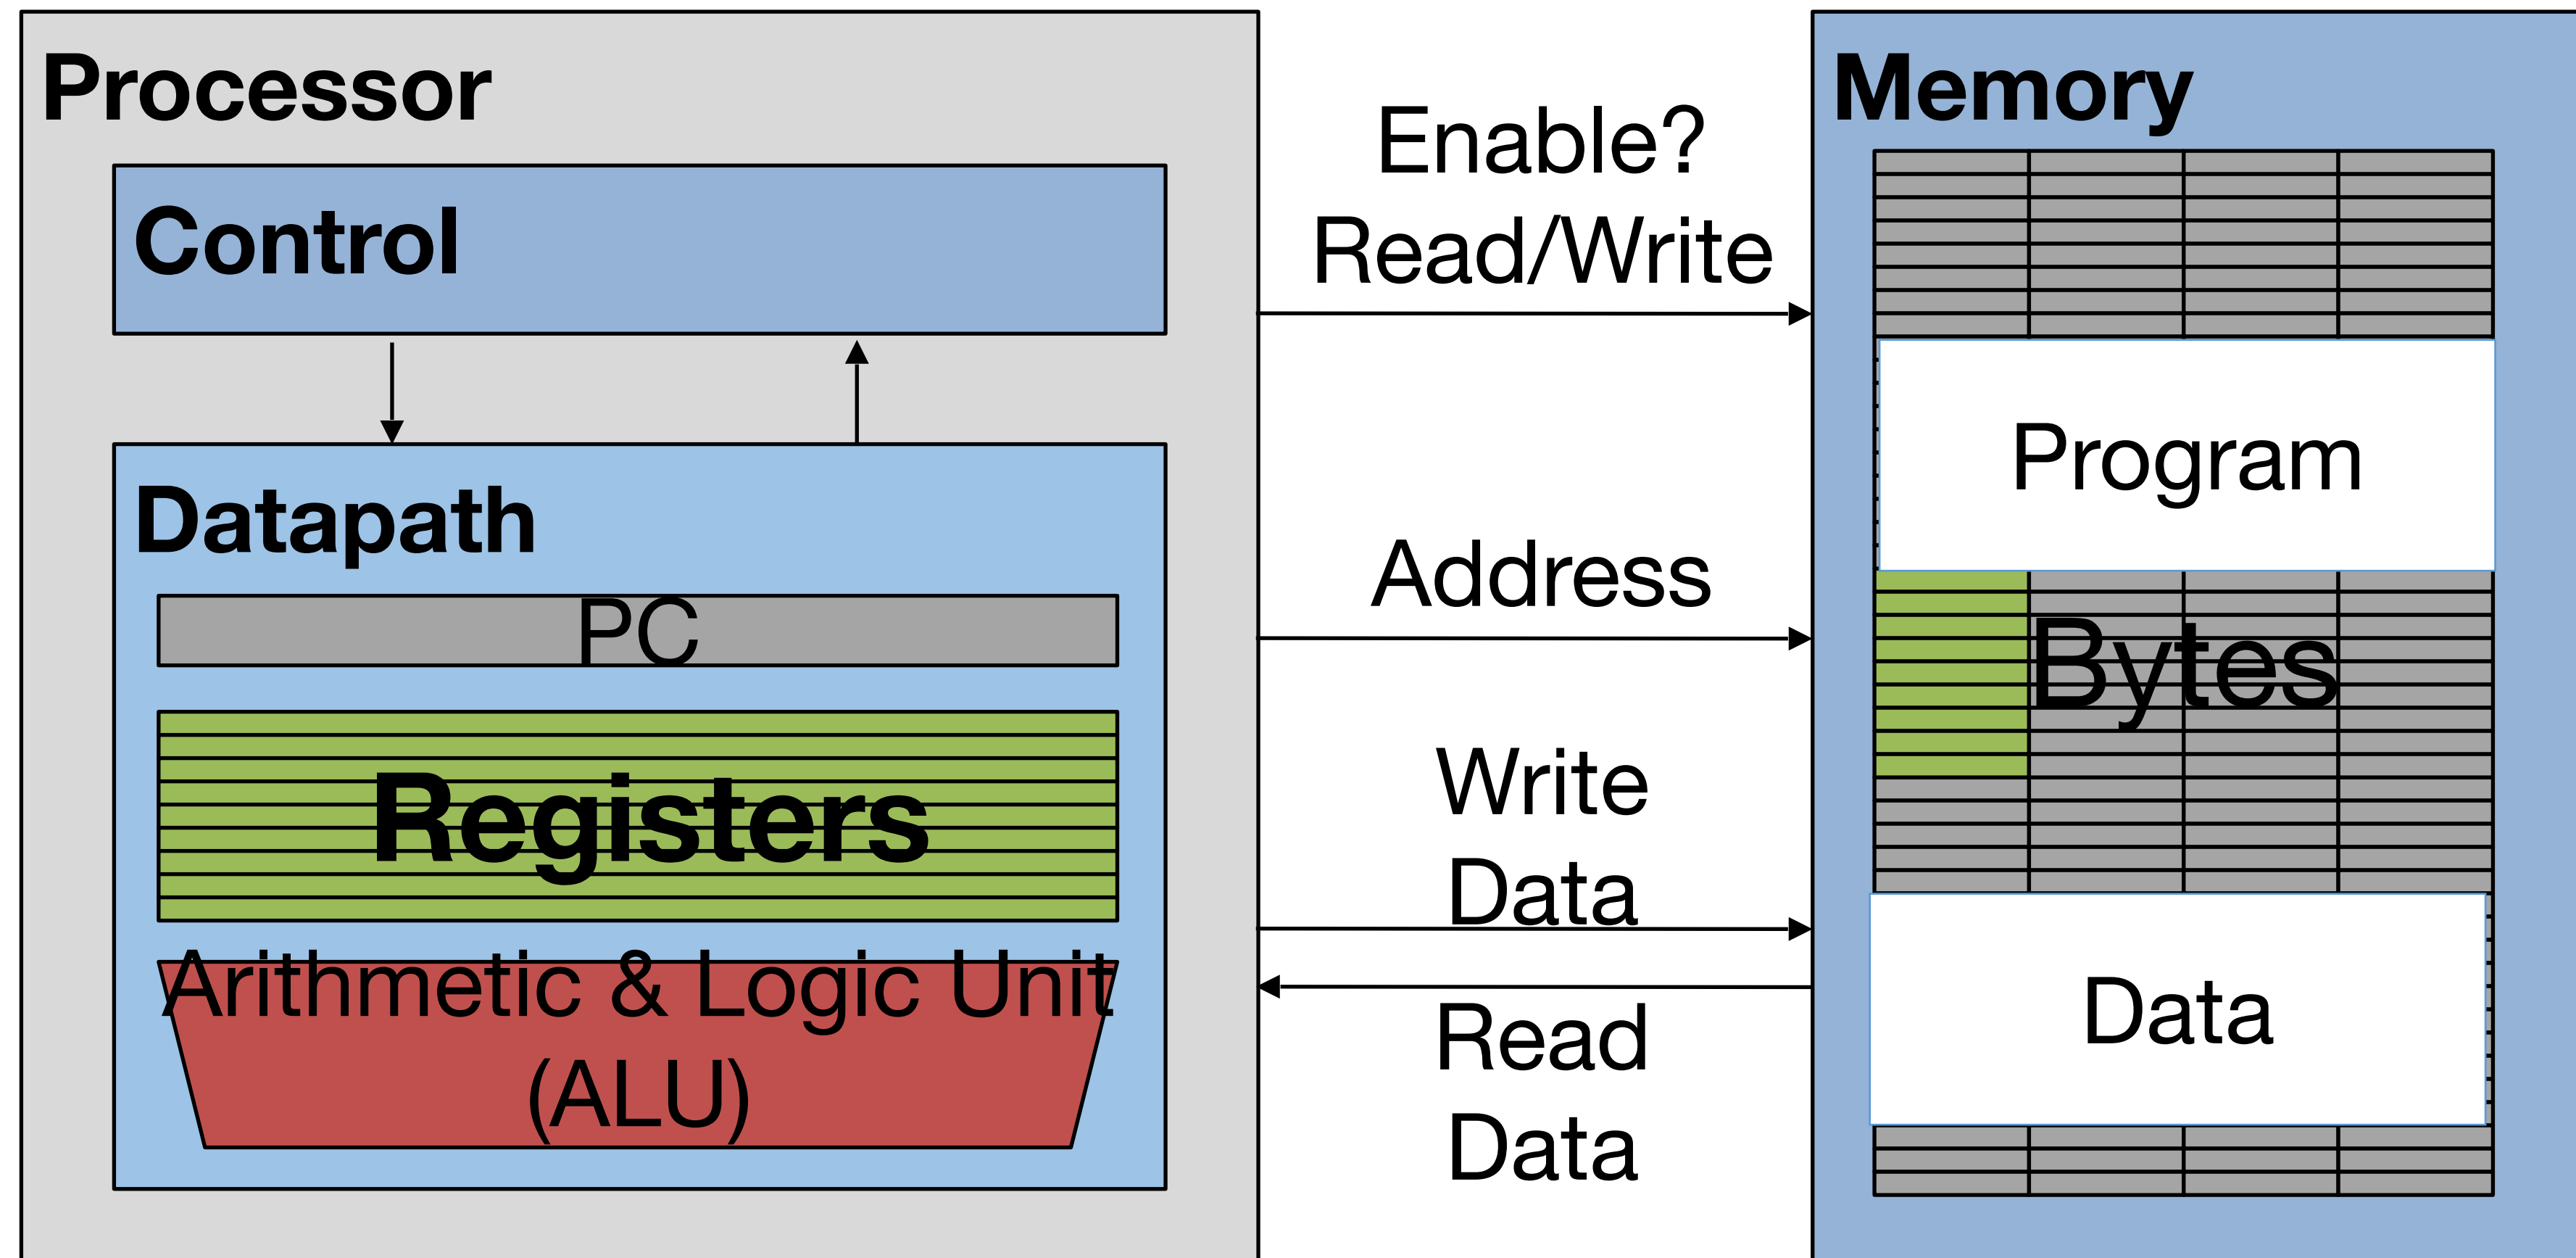 Processor
Control
Datapath
PC
Registers
Arithmetic & Logic Unit
(ALU)
Enable?
Read/Write
Address
Write
Data
Read
Data
Memory
Program
Bytes
Data